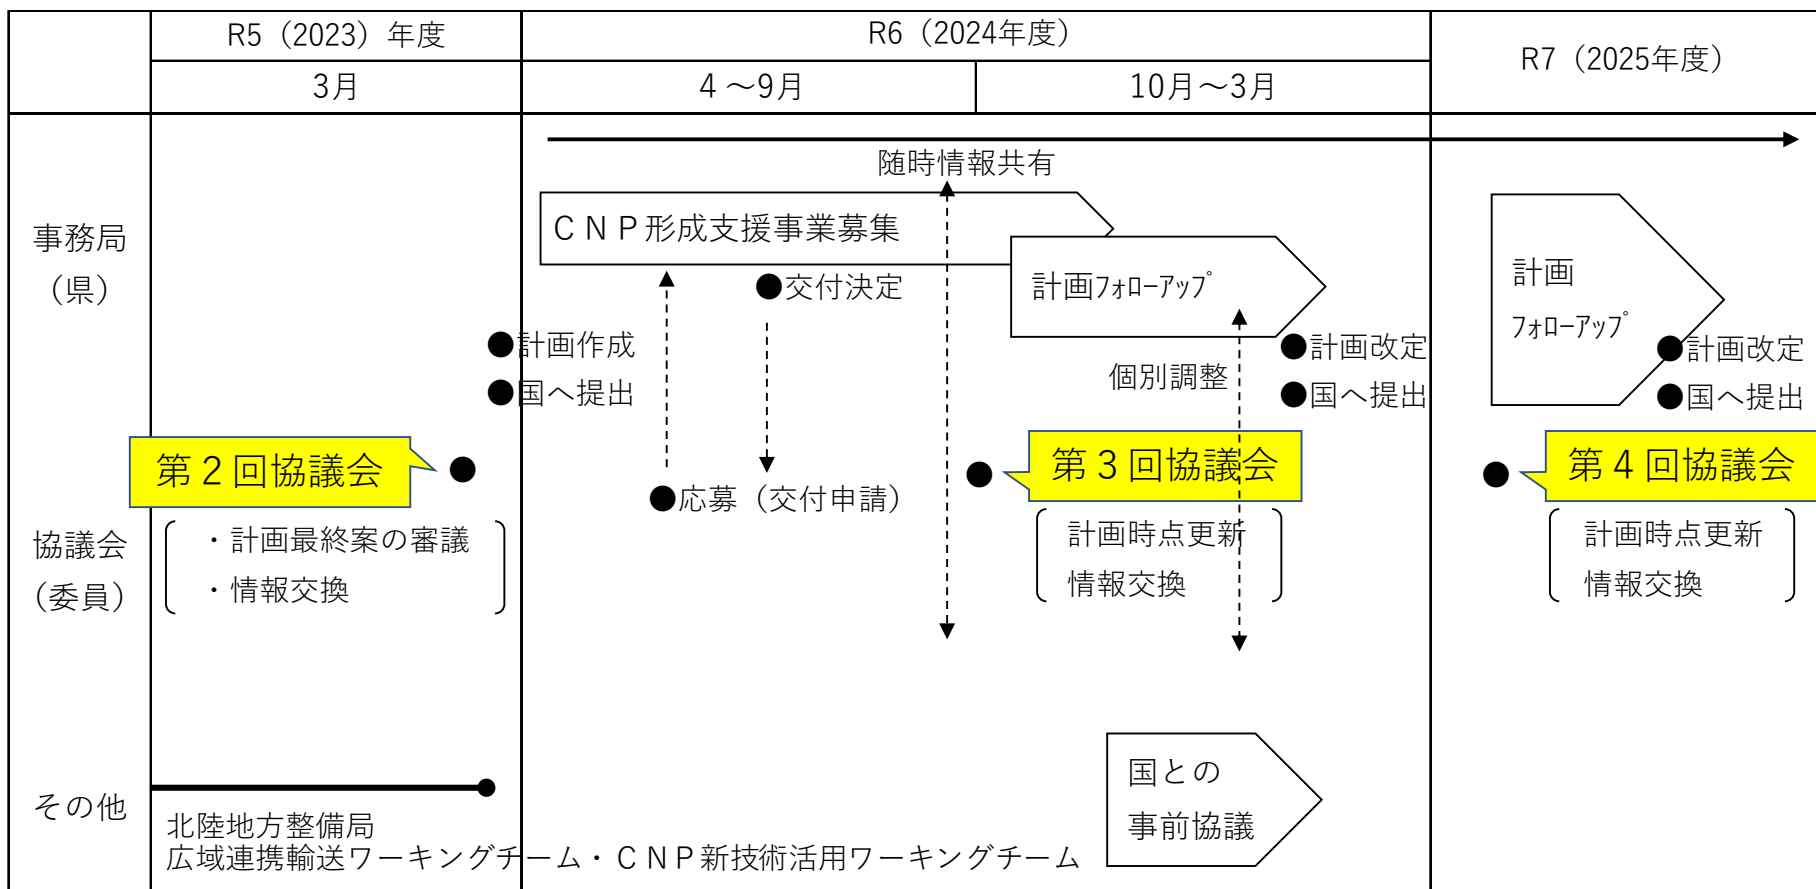 R5（2023）年度
R6（2024年度）
R7（2025年度）
3月
4～9月
10月～3月
事務局
（県）
随時情報共有
ＣＮＰ形成支援事業募集
●交付決定
計画ﾌｫﾛｰｱｯﾌﾟ
計画
ﾌｫﾛｰｱｯﾌﾟ
●計画作成
●国へ提出
個別調整
●計画改定
●国へ提出
●計画改定
●国へ提出
協議会
（委員）
第２回協議会
●
・計画最終案の審議
・情報交換
●応募（交付申請）
●
第３回協議会
計画時点更新
情報交換
●
第４回協議会
計画時点更新
情報交換
その他
北陸地方整備局
広域連携輸送ワーキングチーム・ＣＮＰ新技術活用ワーキングチーム
国との
事前協議